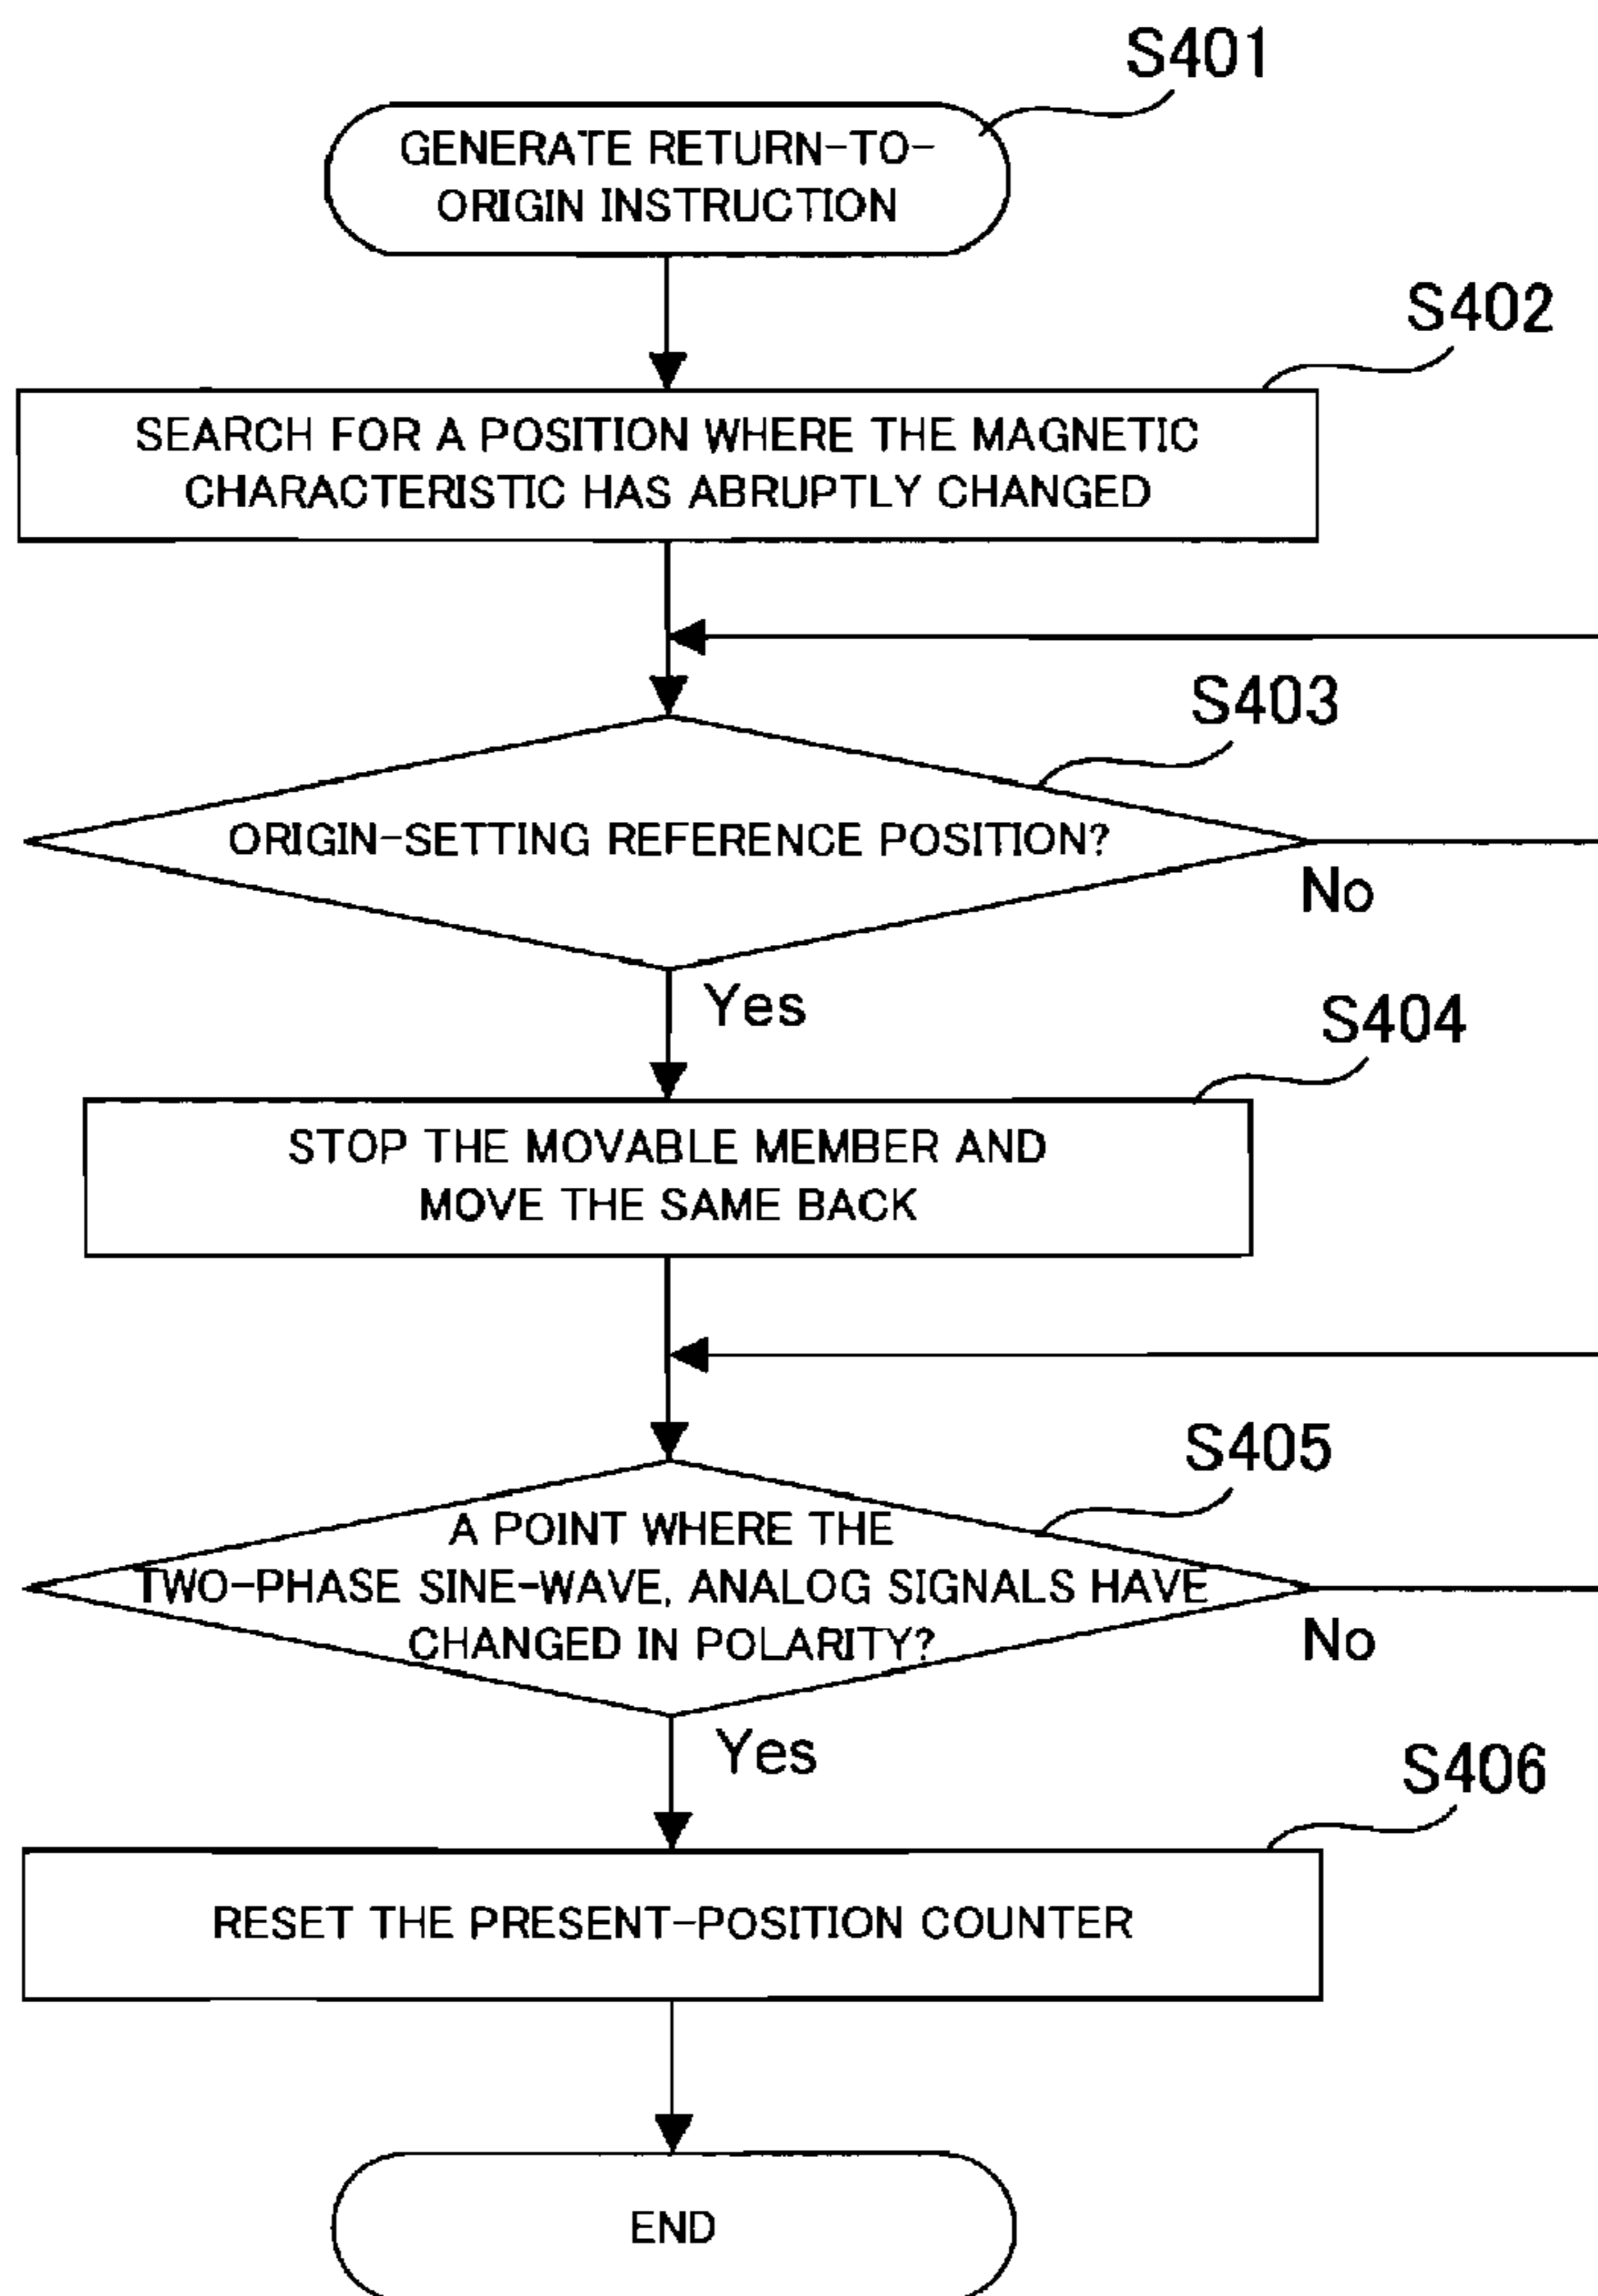 S401
GENERATE RETURN-TO-
ORIGIN INSTRUCTION
S402
SEARCH FOR A POSITION WHERE THE MAGNETIC
CHARACTERISTIC HAS ABRUPTLY CHANGED
S403
ORIGIN-SETTING REFERENCE POSITION?
No
Yes
S404
STOP THE MOVABLE MEMBER AND
MOVE THE SAME BACK
S405
A POINT WHERE THE
TWO-PHASE SINE-WAVE, ANALOG SIGNALS HAVE
CHANGED IN POLARITY?
No
Yes
S406
RESET THE PRESENT-POSITION COUNTER
END